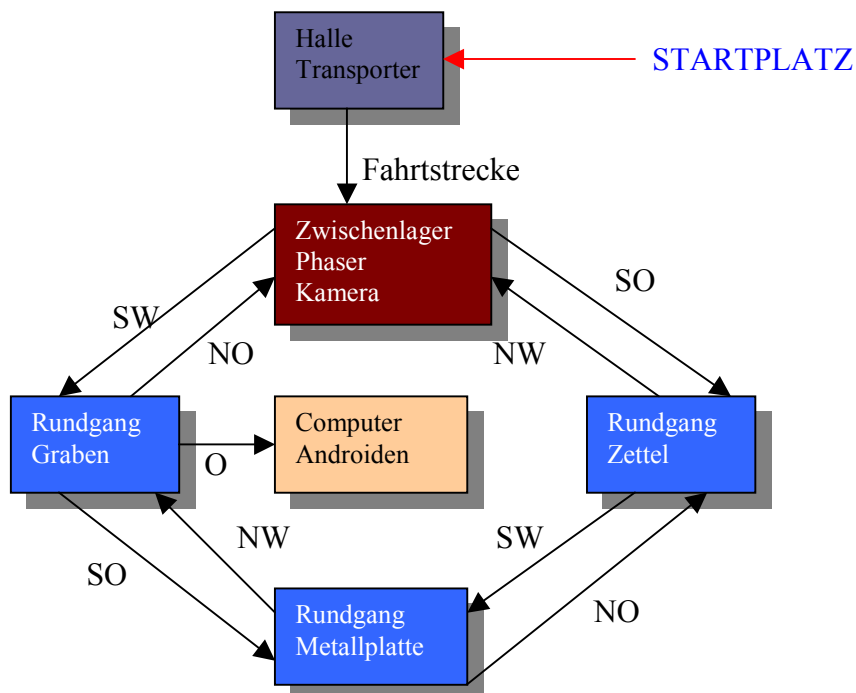 Halle
Transporter
STARTPLATZ
Fahrtstrecke
Zwischenlager
Phaser
Kamera
SW
NO
SO
NW
Rundgang
Graben
O
Computer
Androiden
Rundgang
Zettel
SO
NW
SW
NO
Rundgang
Metallplatte